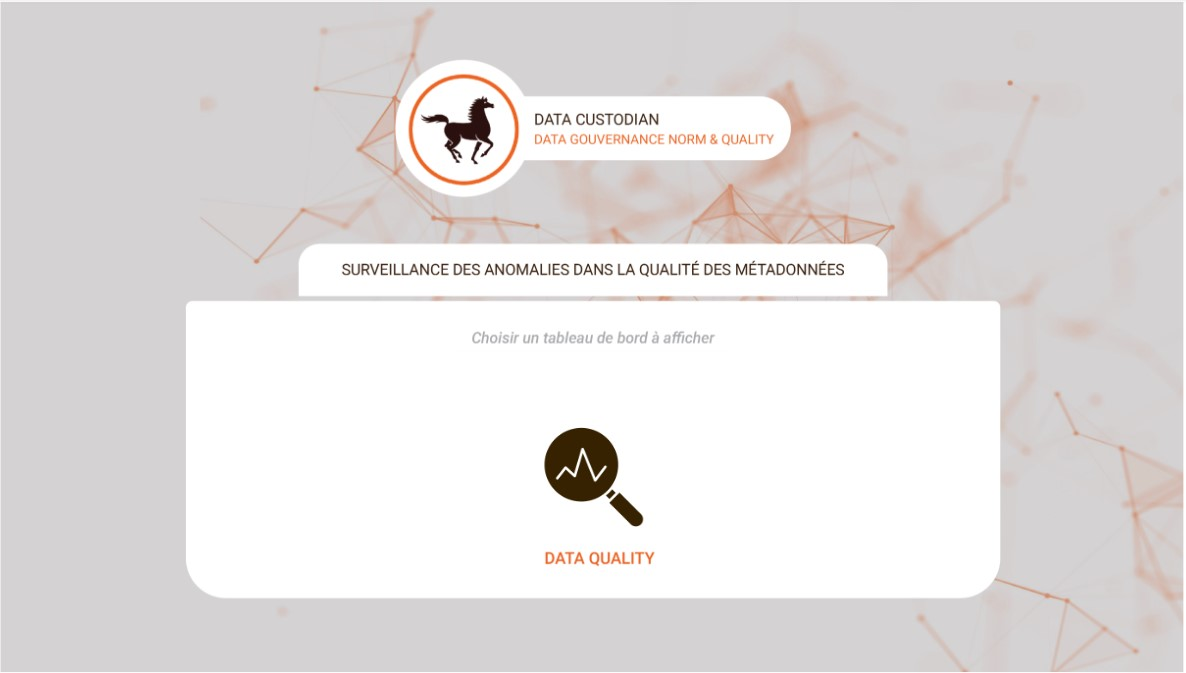 DATA CUSTODIAN
DATA GOUVERNANCE NORM & QUALITY
SURVEILLANCE DES ANOMALIES DANS LA QUALITÉ DES MÉTADONNÉES
Choisir un tableau de bord à afficher
DATA QUALITY